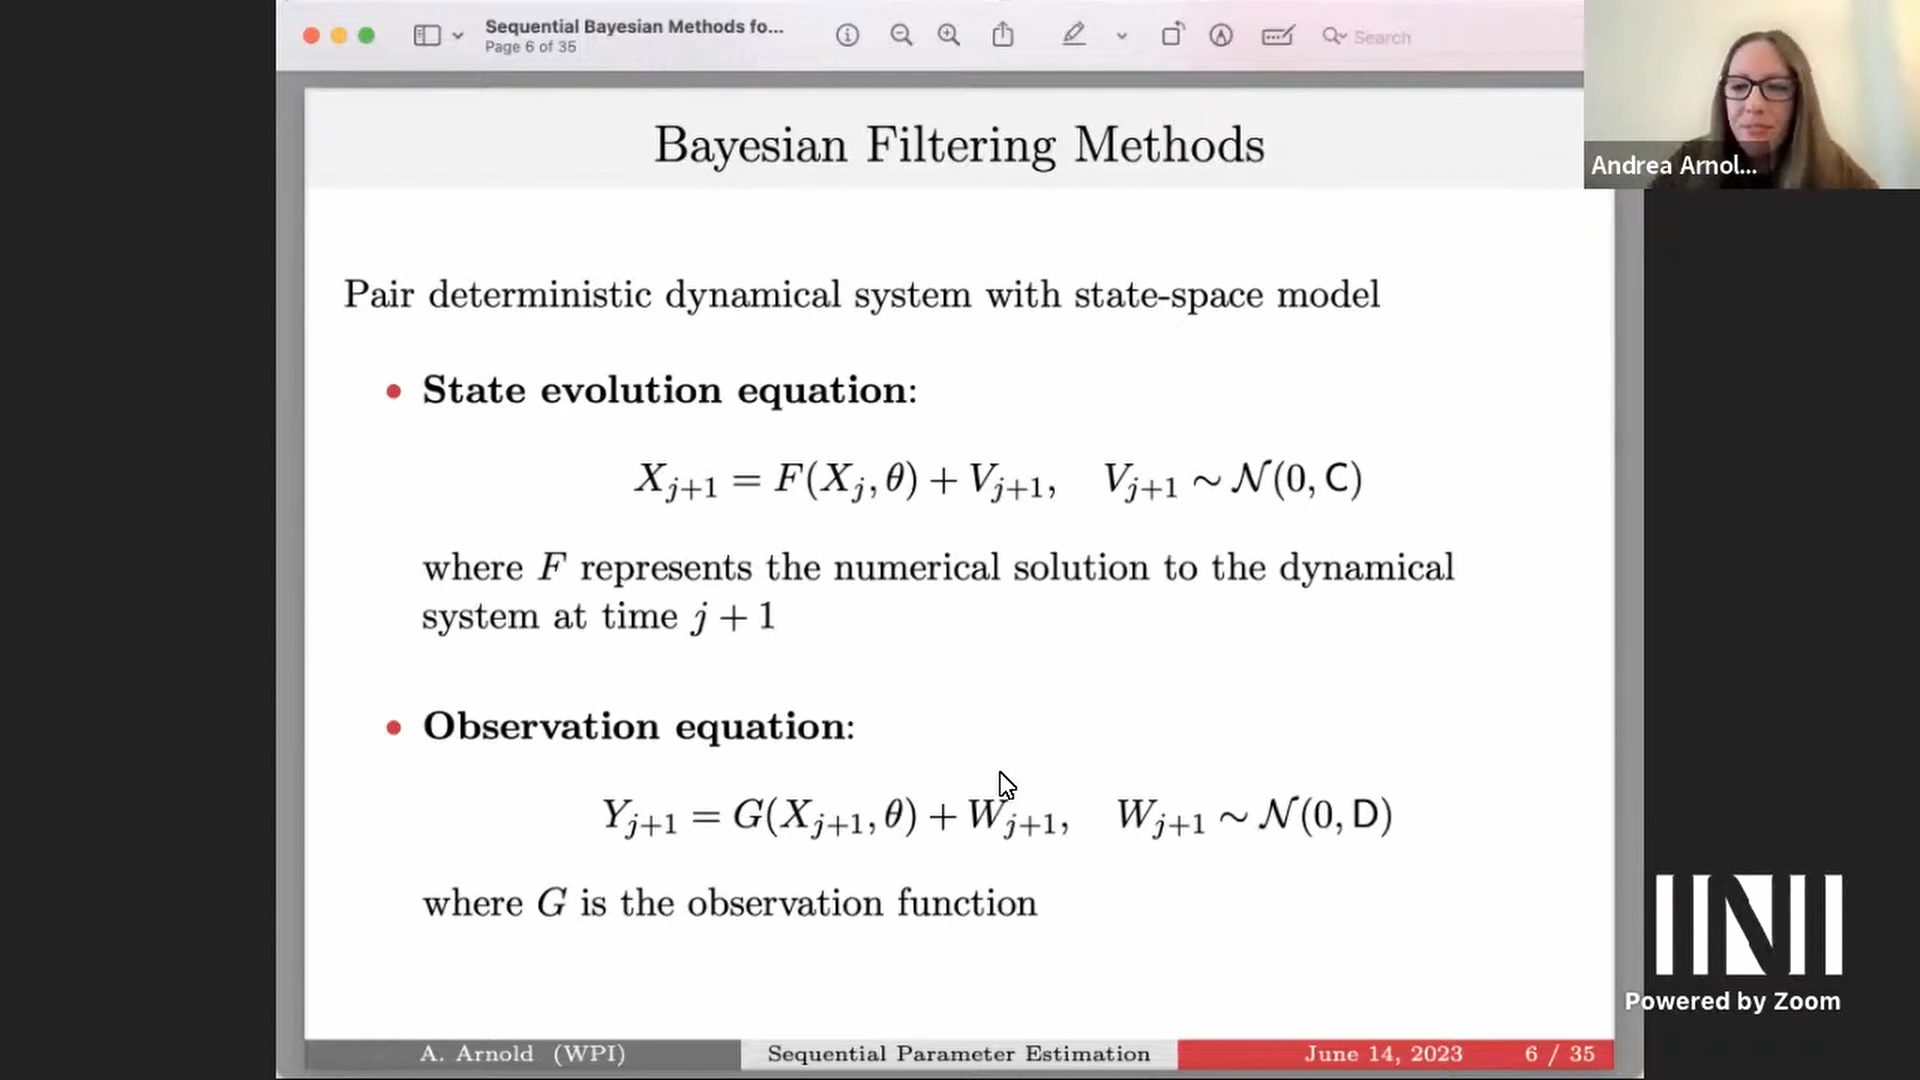 Sequential Bayesian Methods fo...
Page 6 of 35
Search
Andrea Arnol...
Bayesian Filtering Methods
Pair deterministic dynamical system with state-space model
• State evolution equation:
X_{j+1} = F(X_j, θ) + V_{j+1}, V_{j+1} ∼ 𝒩(0, C)
where F represents the numerical solution to the dynamical
system at time j + 1
• Observation equation:
Y_{j+1} = G(X_{j+1}, θ) + W_{j+1}, W_{j+1} ∼ 𝒩(0, D)
where G is the observation function
INI
Powered by Zoom
A. Arnold (WPI) Sequential Parameter Estimation June 14, 2023 6 / 35